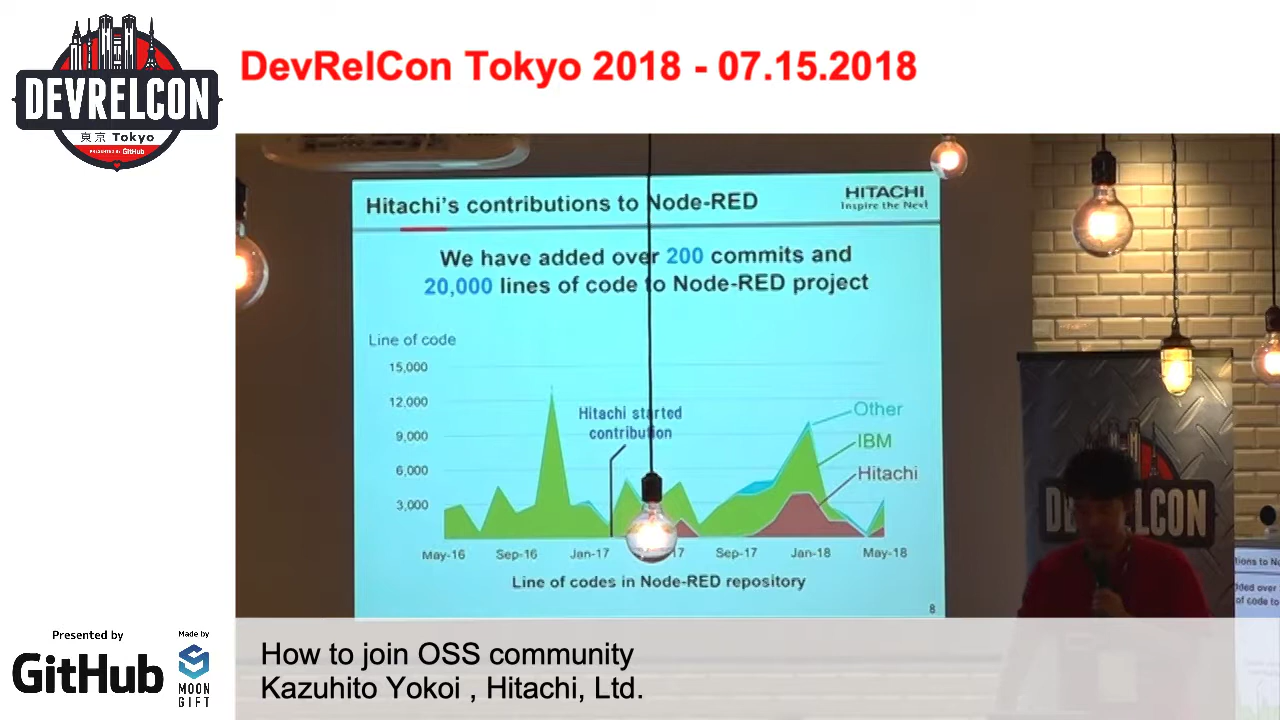 DEVRELCON
東京 Tokyo
PRESENTED BY GitHub
DevRelCon Tokyo 2018 - 07.15.2018
Hitachi's contributions to Node-RED
HITACHI
Inspire the Next
We have added over 200 commits and
20,000 lines of code to Node-RED project
Line of code
15,000
12,000
9,000
6,000
3,000
Hitachi started
contribution
Other
IBM
Hitachi
May-16
Sep-16
Jan-17
17
Sep-17
Jan-18
May-18
Line of codes in Node-RED repository
8
Presented by
GitHub
Made by
MOON
GIFT
How to join OSS community
Kazuhito Yokoi , Hitachi, Ltd.